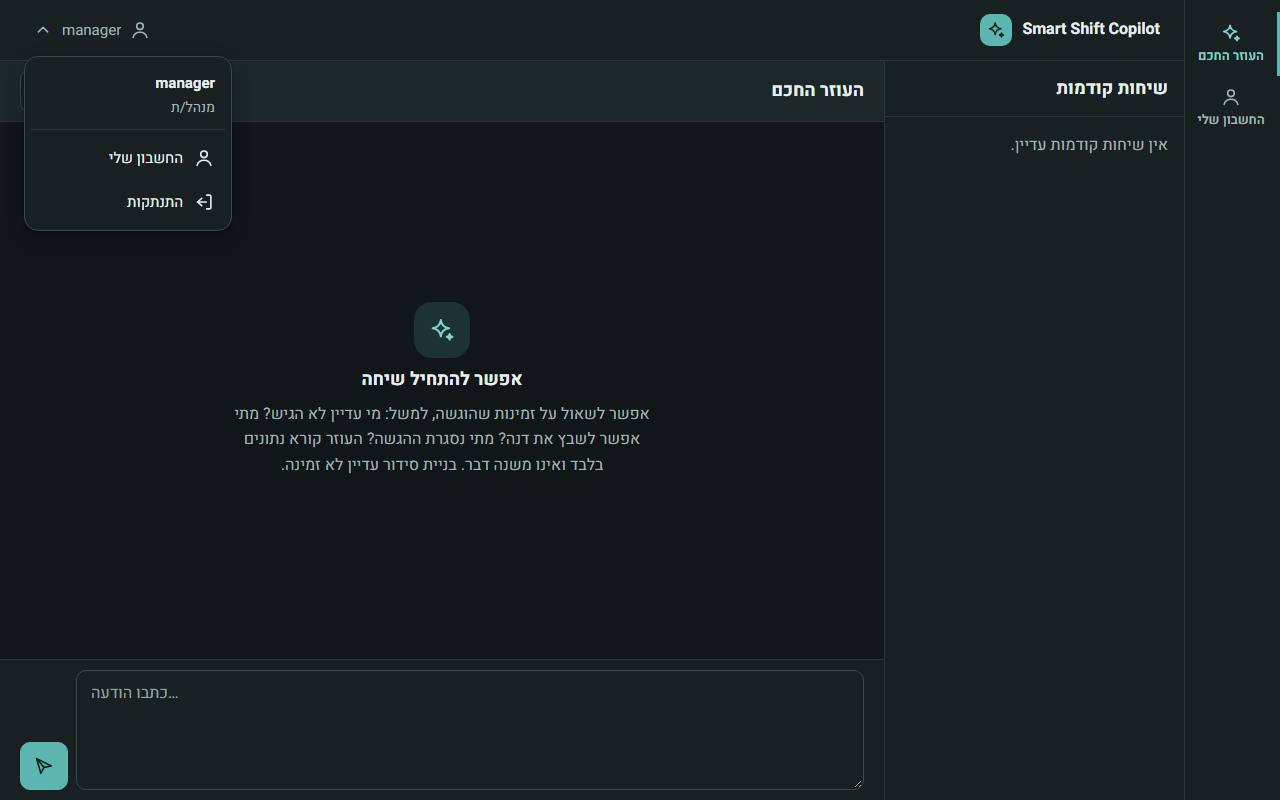 העוזר החכם
החשבון שלי
Smart Shift Copilot
manager
שיחות קודמות
אין שיחות קודמות עדיין.
העוזר החכם
manager
מנהל/ת
החשבון שלי
התנתקות
אפשר להתחיל שיחה
אפשר לשאול על זמינות שהוגשה, למשל: מי עדיין לא הגיש? מתי
אפשר לשבץ את דנה? מתי נסגרת ההגשה? העוזר קורא נתונים
בלבד ואינו משנה דבר. בניית סידור עדיין לא זמינה.
כתבו הודעה…